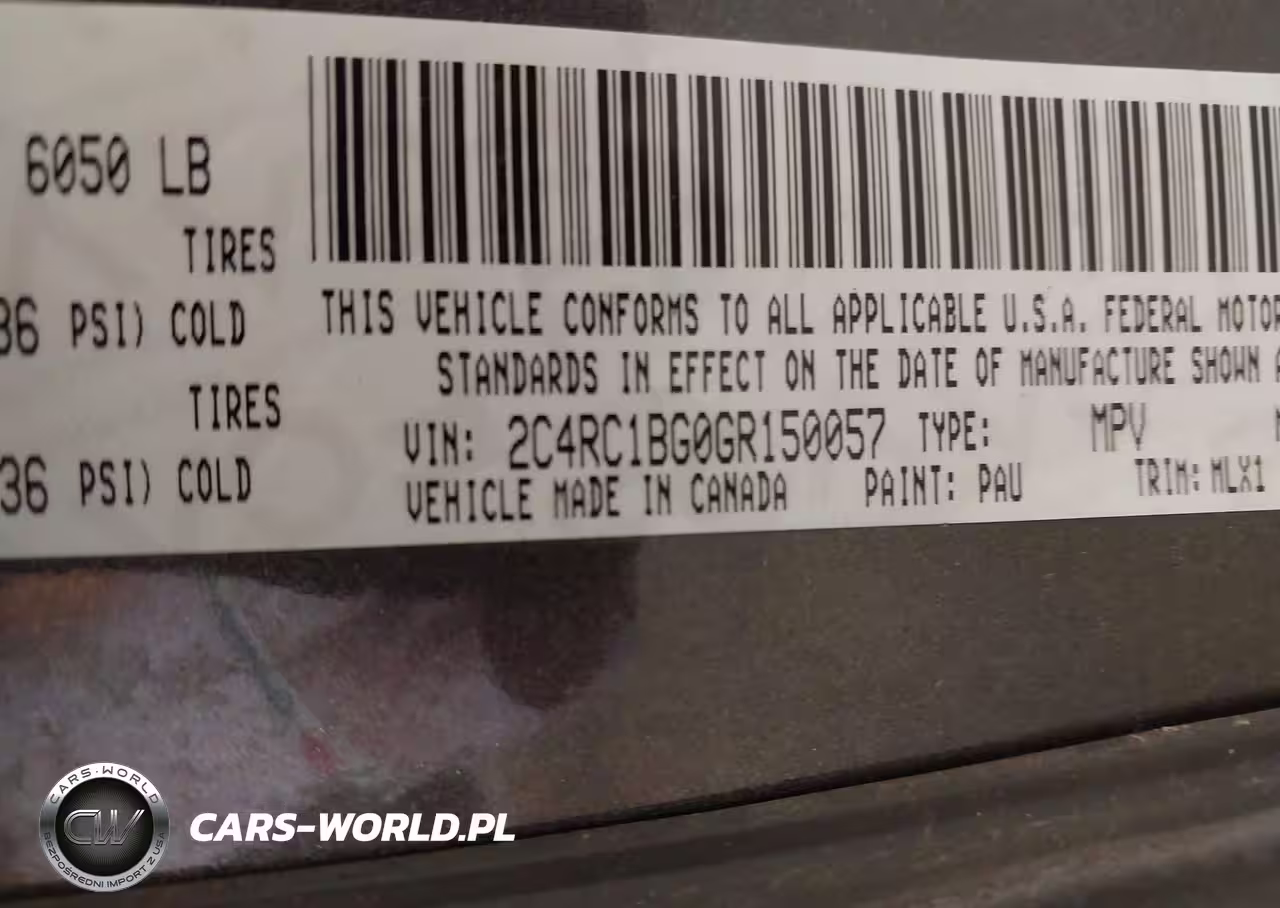 6050 LB
TIRES
36 PSI) COLD
TIRES
36 PSI) COLD
THIS VEHICLE CONFORMS TO ALL APPLICABLE U.S.A. FEDERAL MOTOR
STANDARDS IN EFFECT ON THE DATE OF MANUFACTURE SHOWN
VIN: 2C4RC1BG0GR150057 TYPE: MPV
VEHICLE MADE IN CANADA PAINT: PAU TRIM: MLX1
CARS-WORLD
CW
BEZPOŚREDNI IMPORT Z USA
CARS-WORLD.PL